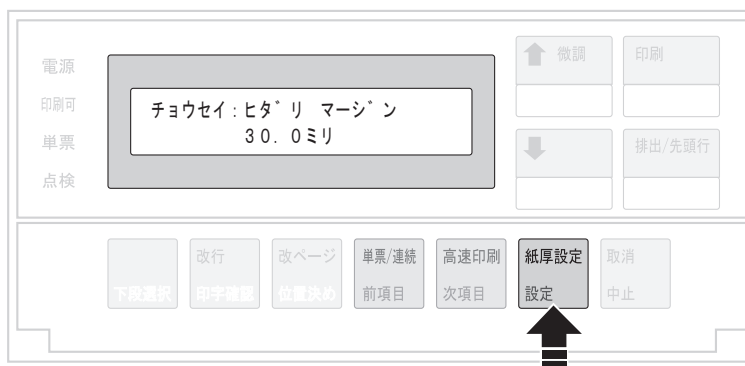 電源
印刷可
単票
点検
チョウセイ:ヒダリ マージン
30.0ミリ
微調
印刷
排出/先頭行
下段選択
改行
印字確認
改ページ
位置決め
単票/連続
前項目
高速印刷
次項目
紙厚設定
設定
取消
中止